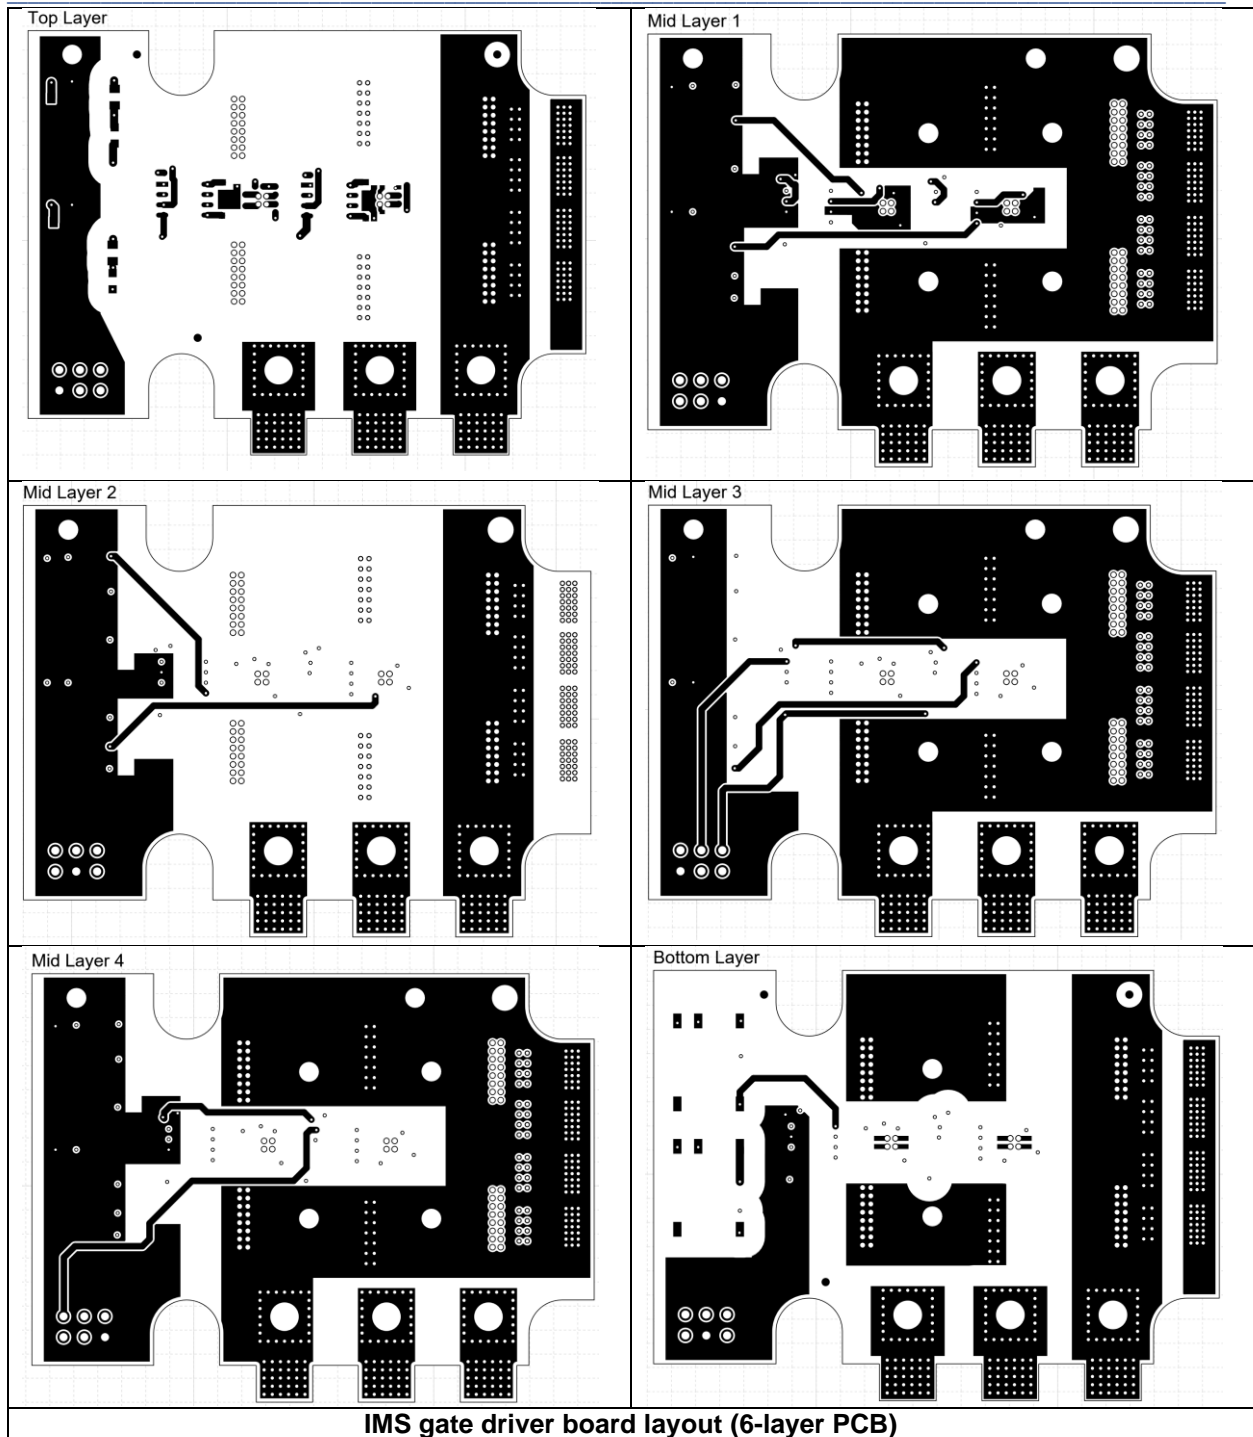 Top Layer
Mid Layer 1
Mid Layer 2
Mid Layer 3
Mid Layer 4
Bottom Layer
IMS gate driver board layout (6-layer PCB)